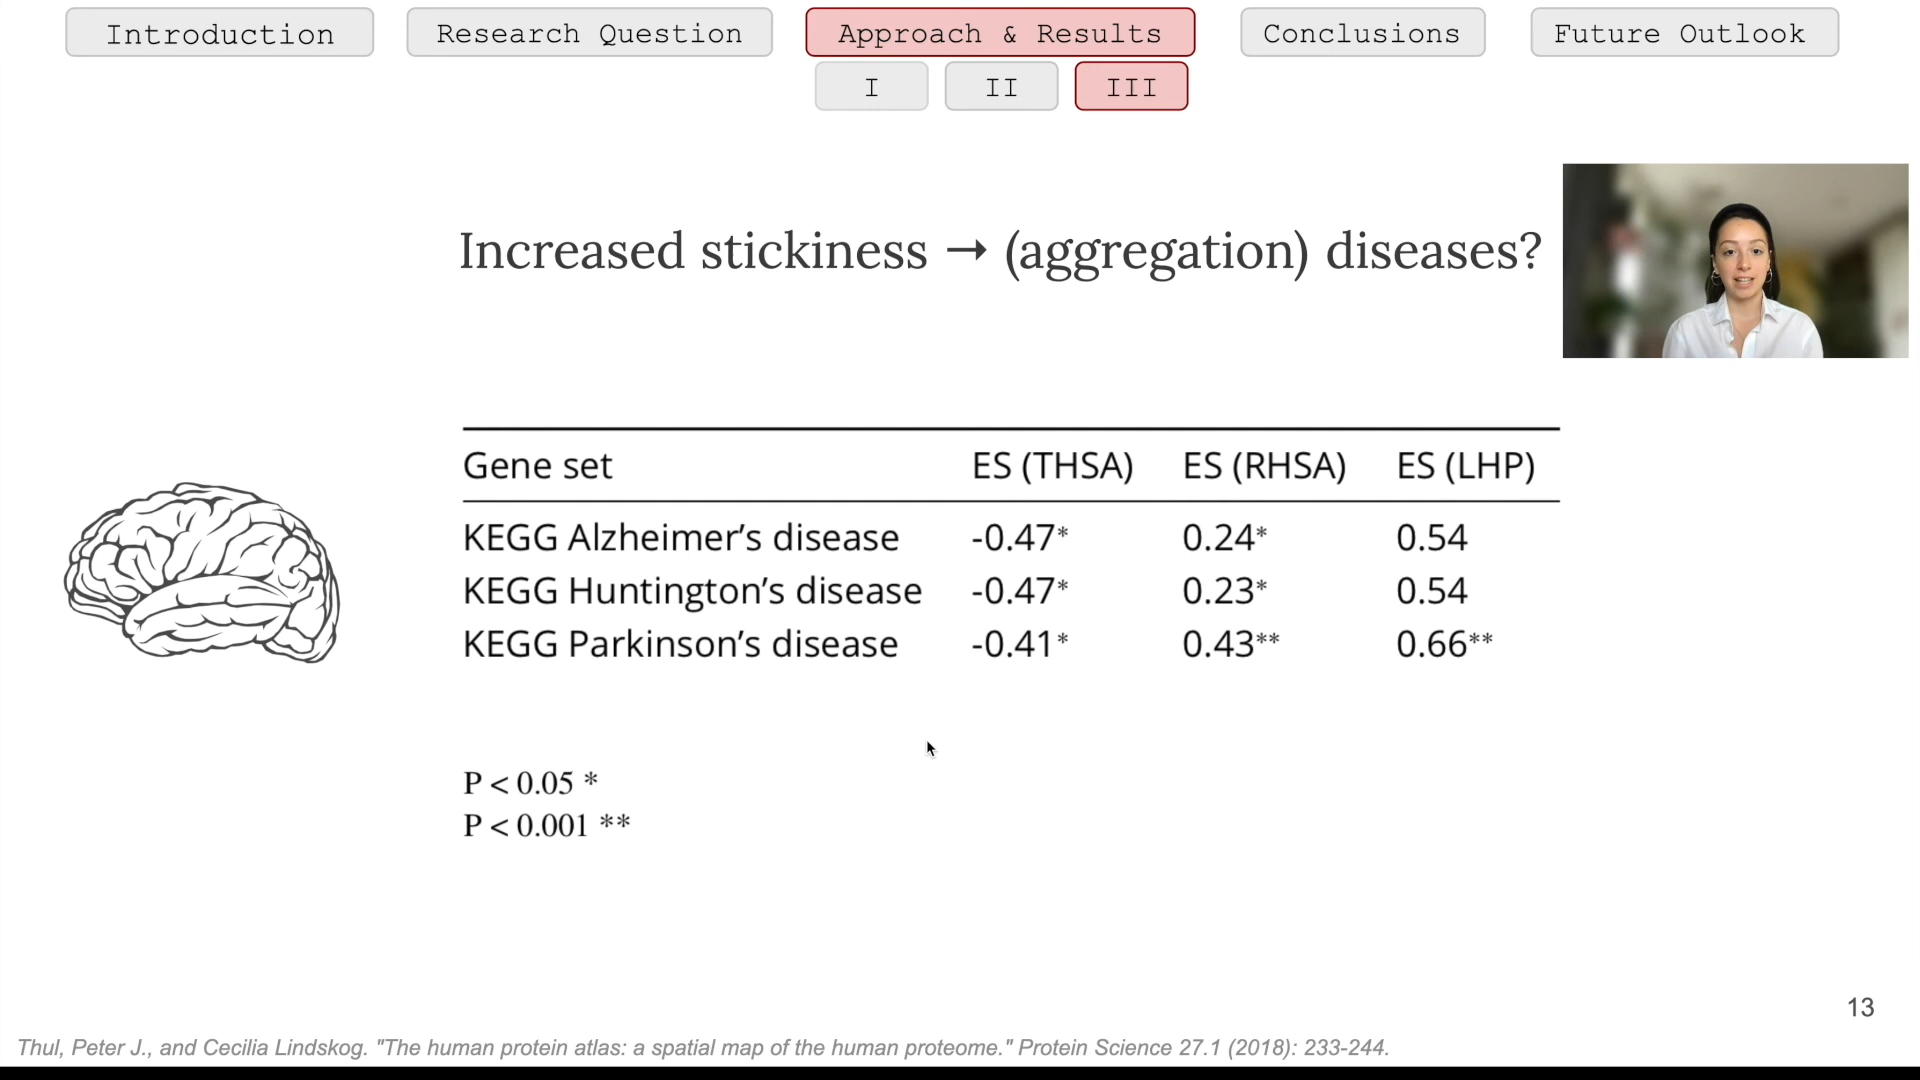 Introduction
Research Question
Approach & Results
Conclusions
Future Outlook
I
II
III
Increased stickiness → (aggregation) diseases?
Gene set ES (THSA) ES (RHSA) ES (LHP)
KEGG Alzheimer’s disease -0.47* 0.24* 0.54
KEGG Huntington’s disease -0.47* 0.23* 0.54
KEGG Parkinson’s disease -0.41* 0.43** 0.66**
P < 0.05 *
P < 0.001 **
13
Thul, Peter J., and Cecilia Lindskog. "The human protein atlas: a spatial map of the human proteome." Protein Science 27.1 (2018): 233-244.